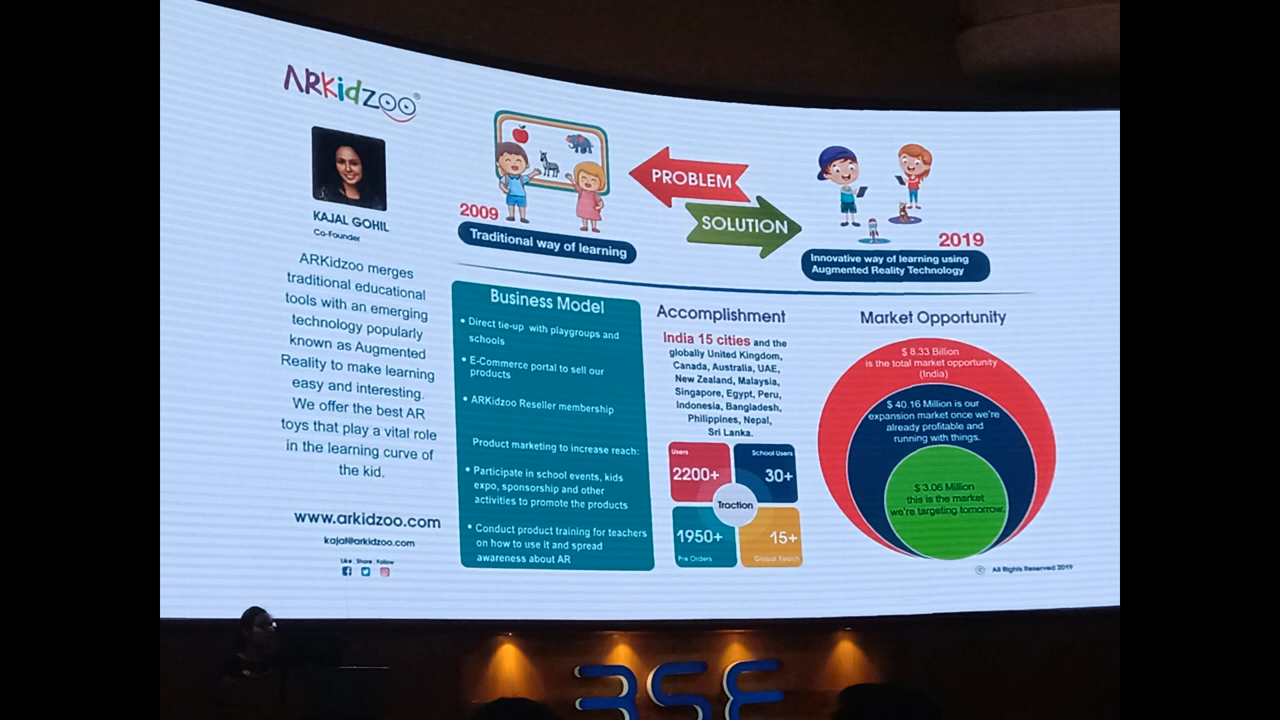 ARKidzoo®
KAJAL GOHIL
Co-Founder
ARKidzoo merges
traditional educational
tools with an emerging
technology popularly
known as Augmented
Reality to make learning
easy and interesting.
We offer the best AR
toys that play a vital role
in the learning curve of
the kid.
www.arkidzoo.com
kajal@arkidzoo.com
Like | Share | Follow
2009
Traditional way of learning
PROBLEM
SOLUTION
2019
Innovative way of learning using
Augmented Reality Technology
Business Model
• Direct tie-up with playgroups and
schools
• E-Commerce portal to sell our
products
• ARKidzoo Reseller membership
Product marketing to increase reach:
• Participate in school events, kids
expo, sponsorship and other
activities to promote the products
• Conduct product training for teachers
on how to use it and spread
awareness about AR
Accomplishment
India 15 cities and the
globally United Kingdom,
Canada, Australia, UAE,
New Zealand, Malaysia,
Singapore, Egypt, Peru,
Indonesia, Bangladesh,
Philippines, Nepal,
Sri Lanka.
Users
2200+
School Users
30+
Traction
1950+
Pre Orders
15+
Global Reach
Market Opportunity
$ 8.33 Billion
is the total market opportunity
(India)
$ 40.16 Million is our
expansion market once we're
already profitable and
running with things.
$ 3.06 Million
this is the market
we're targeting tomorrow.
© All Rights Reserved 2019
BSE